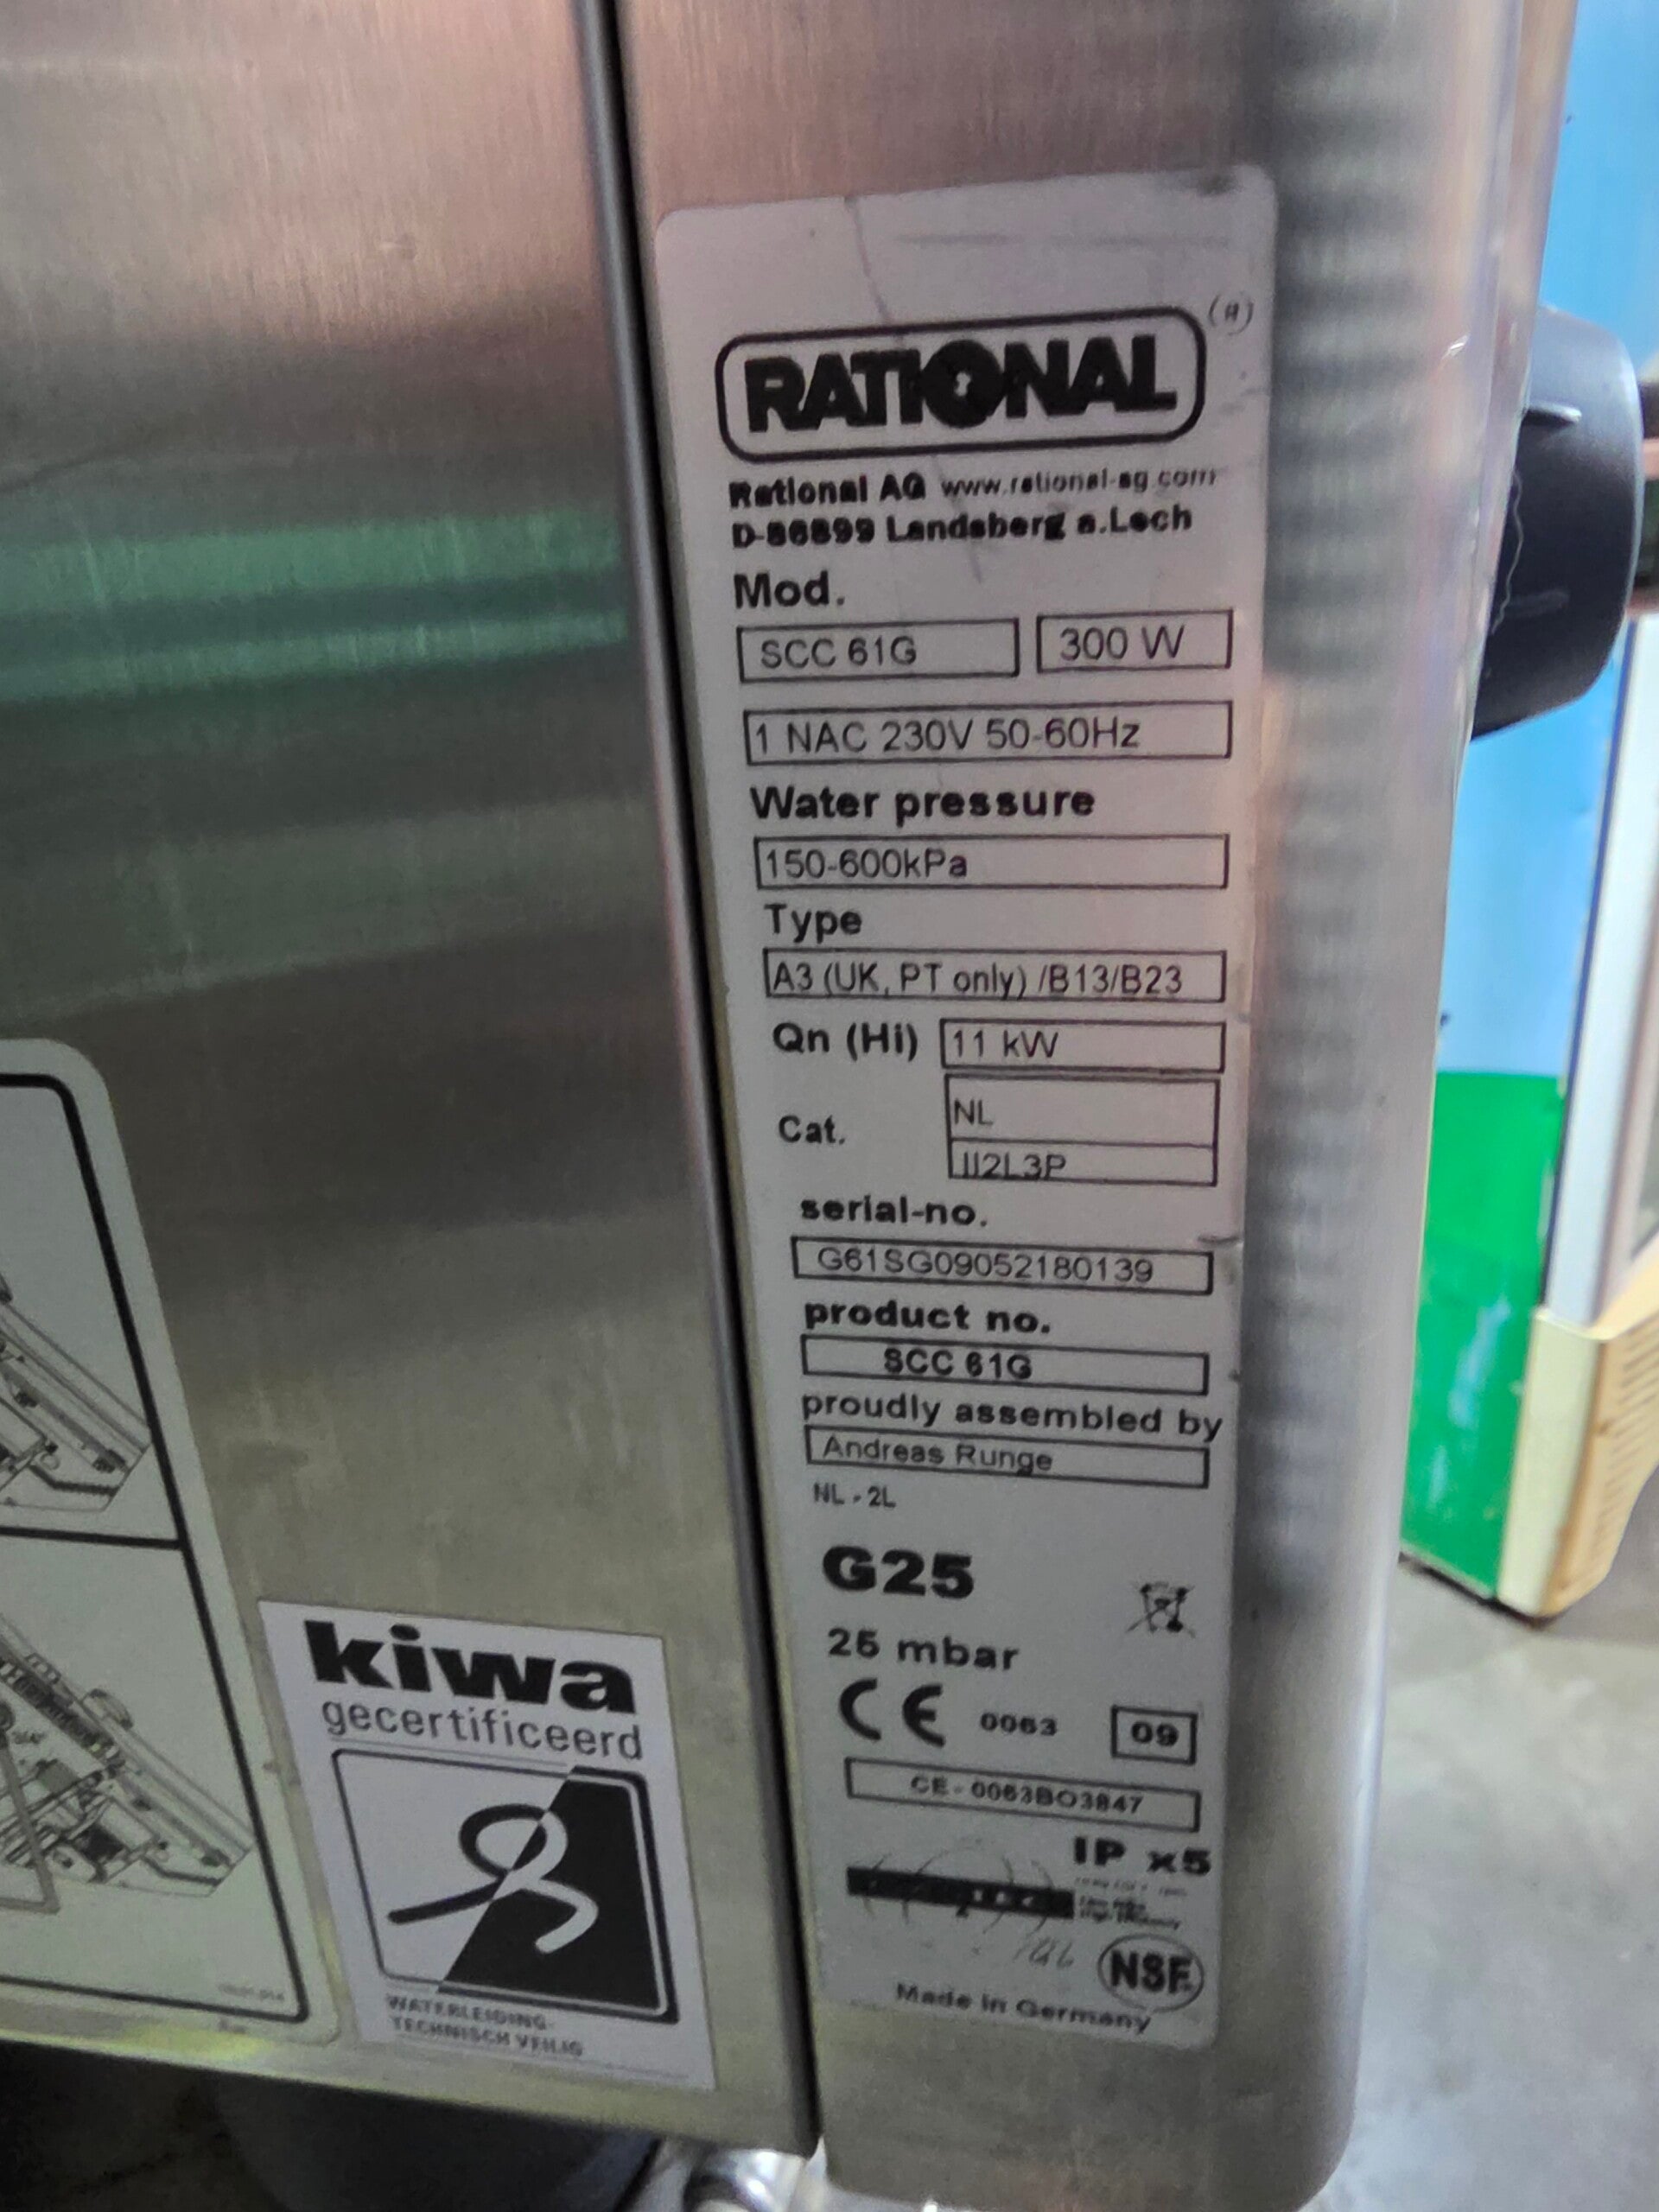 RATIONAL
Rational AG www.rational-ag.com
D-86899 Landsberg a.Lech
Mod.
SCC 61G 300 W
1 NAC 230V 50-60Hz
Water pressure
150-600kPa
Type
A3 (UK, PT only) /B13/B23
Qn (Hi) 11 kW
Cat. NL
II2L3P
serial-no.
G61SG09052180139
product no.
SCC 61G
proudly assembled by
Andreas Runge
NL - 2L
G25
25 mbar
CE 0063 09
CE-0063BO3847
IP x5
NSF
Made in Germany
kiwa
gecertificeerd
WATERLEIDING-
TECHNISCH VEILIG